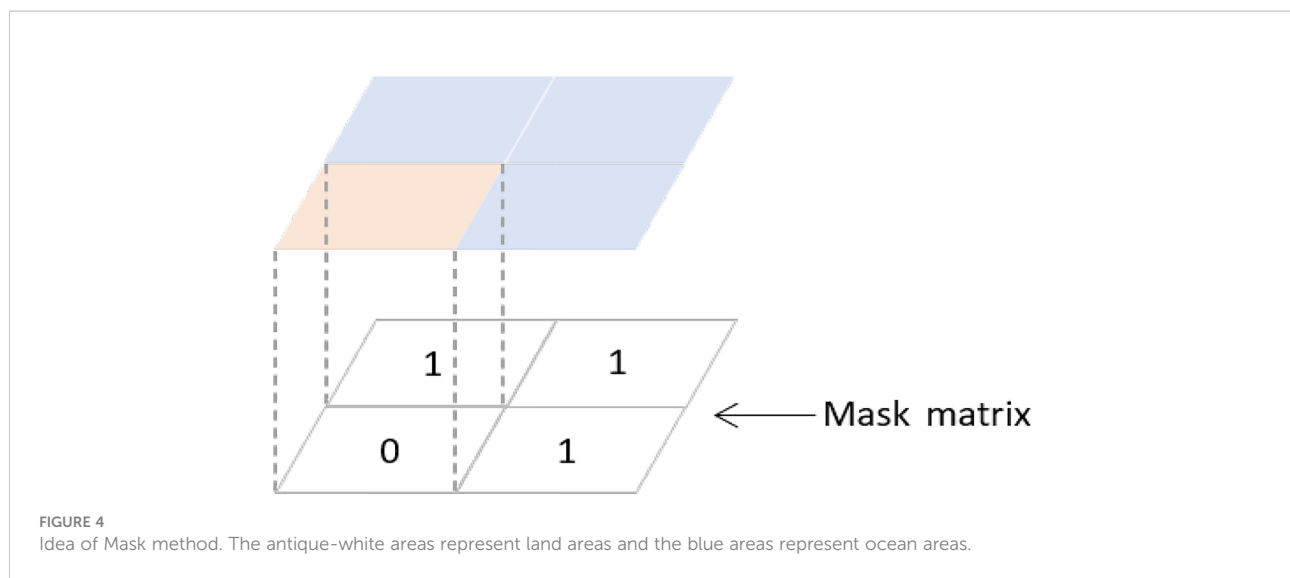 1 1
0 1
Mask matrix
FIGURE 4
Idea of Mask method. The antique-white areas represent land areas and the blue areas represent ocean areas.